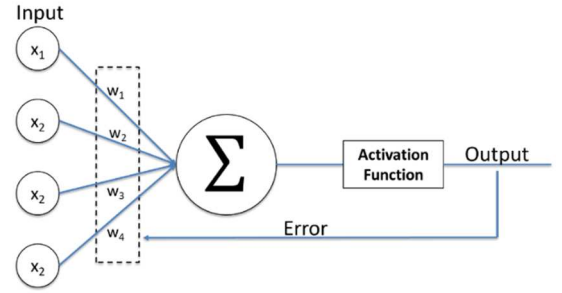 Input
x₁
x₂
x₂
x₂
w₁
w₂
w₃
w₄
Σ
Activation
Function
Output
Error